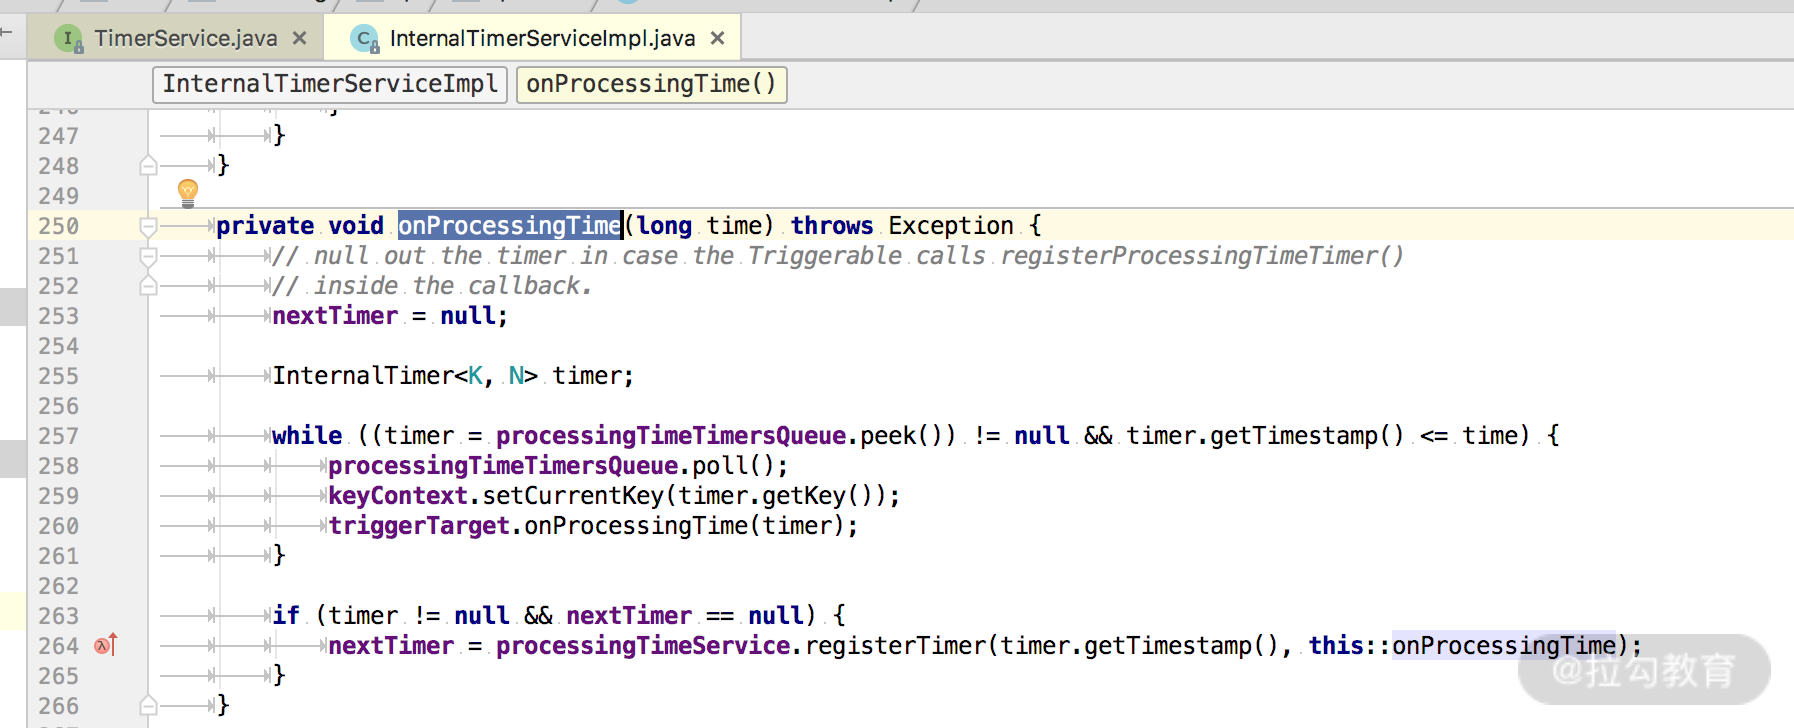 TimerService.java
InternalTimerServiceImpl.java
InternalTimerServiceImpl
onProcessingTime()
247 }
248 }
249
250 private void onProcessingTime(long time) throws Exception {
251 // null out the timer in case the Triggerable calls registerProcessingTimeTimer()
252 // inside the callback.
253 nextTimer = null;
254
255 InternalTimer<K, N> timer;
256
257 while ((timer = processingTimeTimersQueue.peek()) != null && timer.getTimestamp() <= time) {
258 processingTimeTimersQueue.poll();
259 keyContext.setCurrentKey(timer.getKey());
260 triggerTarget.onProcessingTime(timer);
261 }
262
263 if (timer != null && nextTimer == null) {
264 nextTimer = processingTimeService.registerTimer(timer.getTimestamp(), this::onProcessingTime);
265 }
266 }
@拉勾教育